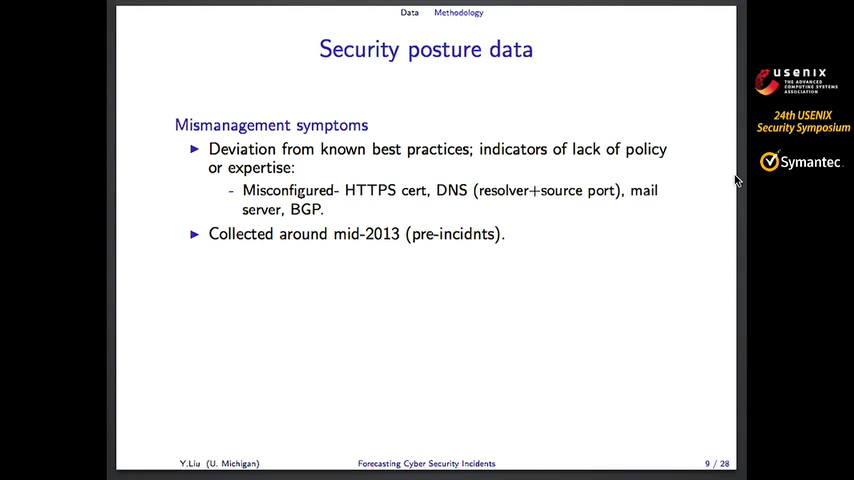 Data Methodology
Security posture data
Mismanagement symptoms
Deviation from known best practices; indicators of lack of policy
or expertise:
- Misconfigured- HTTPS cert, DNS (resolver+source port), mail
server, BGP.
Collected around mid-2013 (pre-incidnts).
Y.Liu (U. Michigan) Forecasting Cyber Security Incidents 9 / 28
usenix
THE ADVANCED
COMPUTING SYSTEMS
ASSOCIATION
24th USENIX
Security Symposium
Symantec.